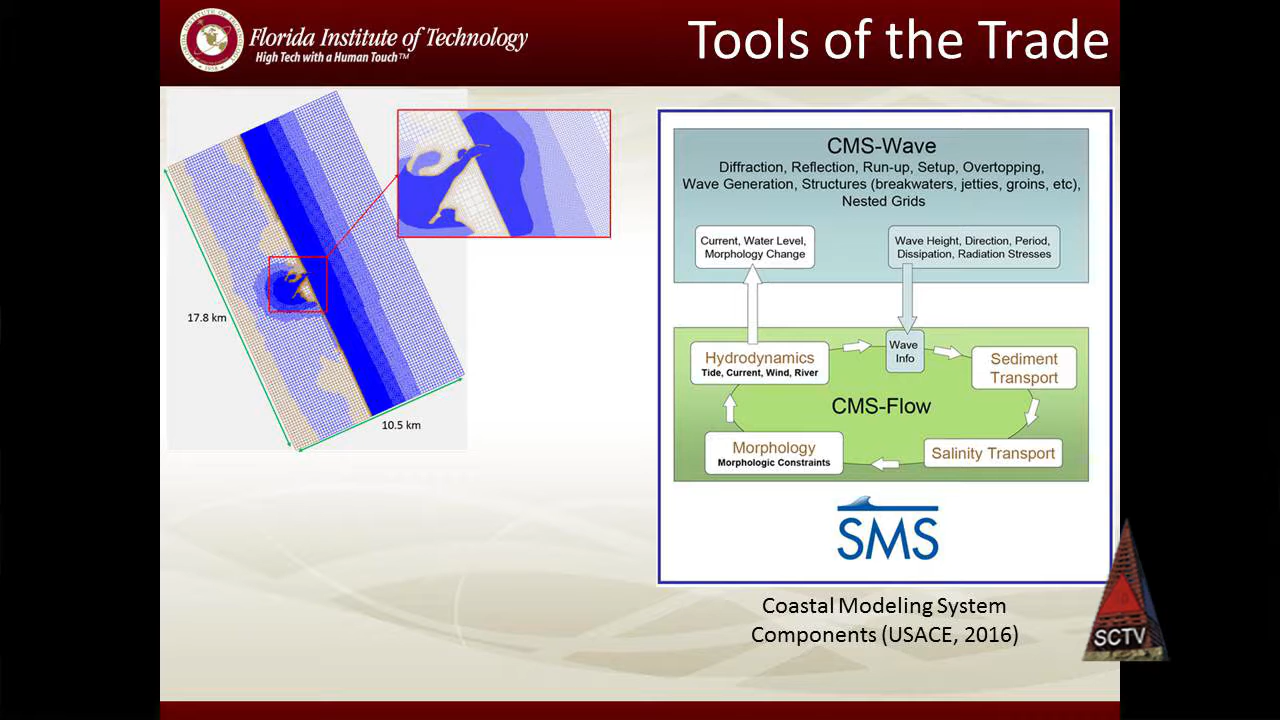 Florida Institute of Technology
High Tech with a Human Touch™
Tools of the Trade
17.8 km
10.5 km
CMS-Wave
Diffraction, Reflection, Run-up, Setup, Overtopping,
Wave Generation, Structures (breakwaters, jetties, groins, etc),
Nested Grids
Current, Water Level,
Morphology Change
Wave Height, Direction, Period,
Dissipation, Radiation Stresses
Hydrodynamics
Tide, Current, Wind, River
Wave
Info
Sediment
Transport
CMS-Flow
Morphology
Morphologic Constraints
Salinity Transport
SMS
Coastal Modeling System
Components (USACE, 2016)
SCTV